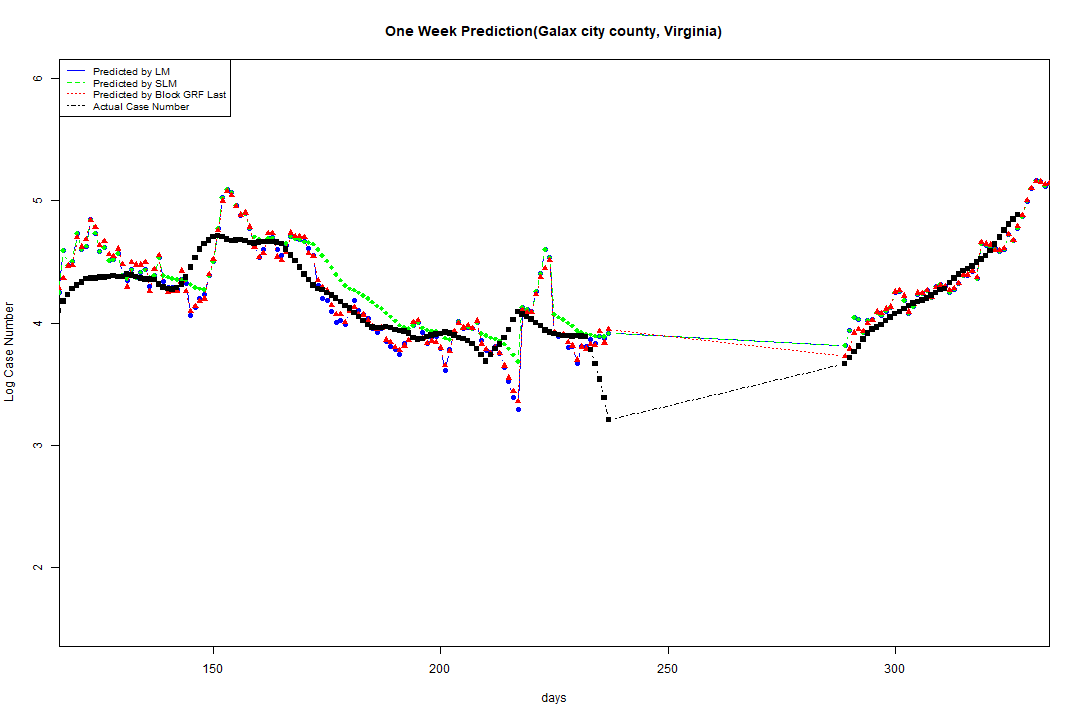 One Week Prediction(Galax city county, Virginia)
Predicted by LM
Predicted by SLM
Predicted by Block GRF Last
Actual Case Number
Log Case Number
6
5
4
3
2
150 200 250 300
days